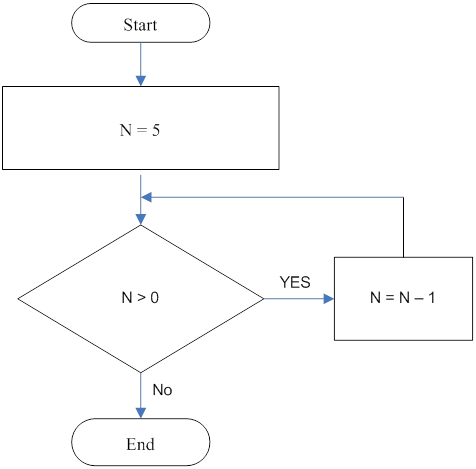 Start
N = 5
N > 0
YES
N = N – 1
No
End